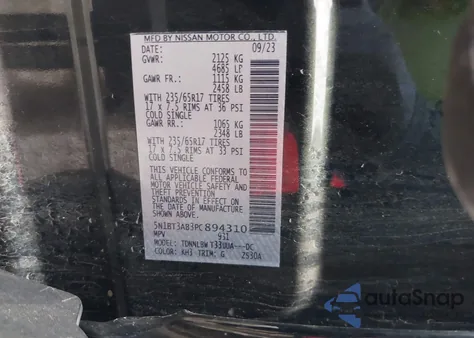 MFD BY NISSAN MOTOR CO., LTD.
DATE: 09/23
GVWR: 2125 KG
4685 LB
GAWR FR.: 1115 KG
2458 LB
WITH 235/65R17 TIRES
17 x 7.5 RIMS AT 36 PSI
COLD SINGLE
GAWR RR.: 1065 KG
2348 LB
WITH 235/65R17 TIRES
17 x 7.5 RIMS AT 33 PSI
COLD SINGLE
THIS VEHICLE CONFORMS TO
ALL APPLICABLE FEDERAL
MOTOR VEHICLE SAFETY AND
THEFT PREVENTION
STANDARDS IN EFFECT ON
THE DATE OF MANUFACTURE
SHOWN ABOVE.
5N1BT3AB3PC894310
MPV 931
MODEL:
COLOR: KH3 TRIM: G 25304
autoSnap